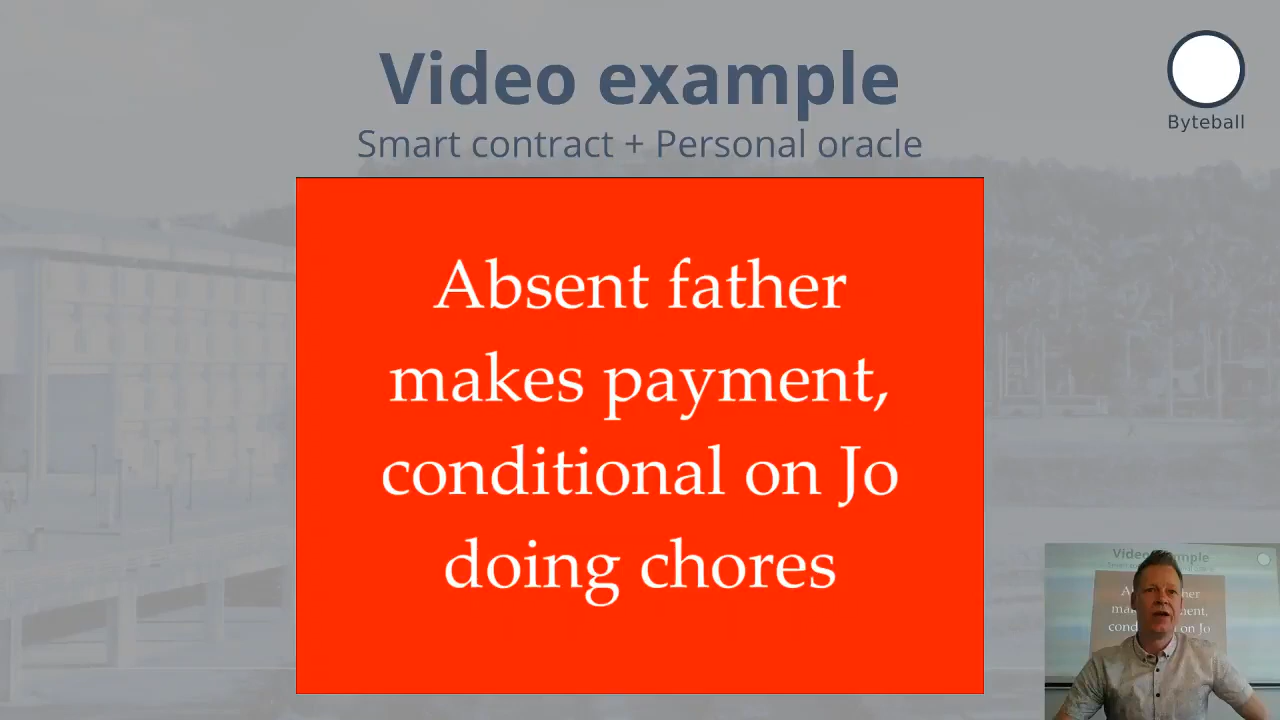 Video example
Smart contract + Personal oracle
Byteball
Absent father
makes payment,
conditional on Jo
doing chores